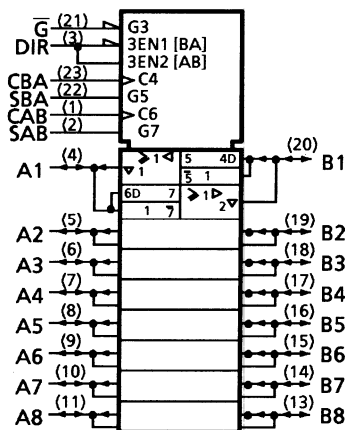 G̅ (21) G3
DIR (3) 3EN1 [BA]
3EN2 [AB]
CBA (23) C4
SBA (22) G5
CAB (1) C6
SAB (2) G7
A1 (4) ≥1 5 4D (20) B1
1 5̅ 1
6D 7 ≥1
1 7̅ 2
A2 (5) (19) B2
A3 (6) (18) B3
A4 (7) (17) B4
A5 (8) (16) B5
A6 (9) (15) B6
A7 (10) (14) B7
A8 (11) (13) B8